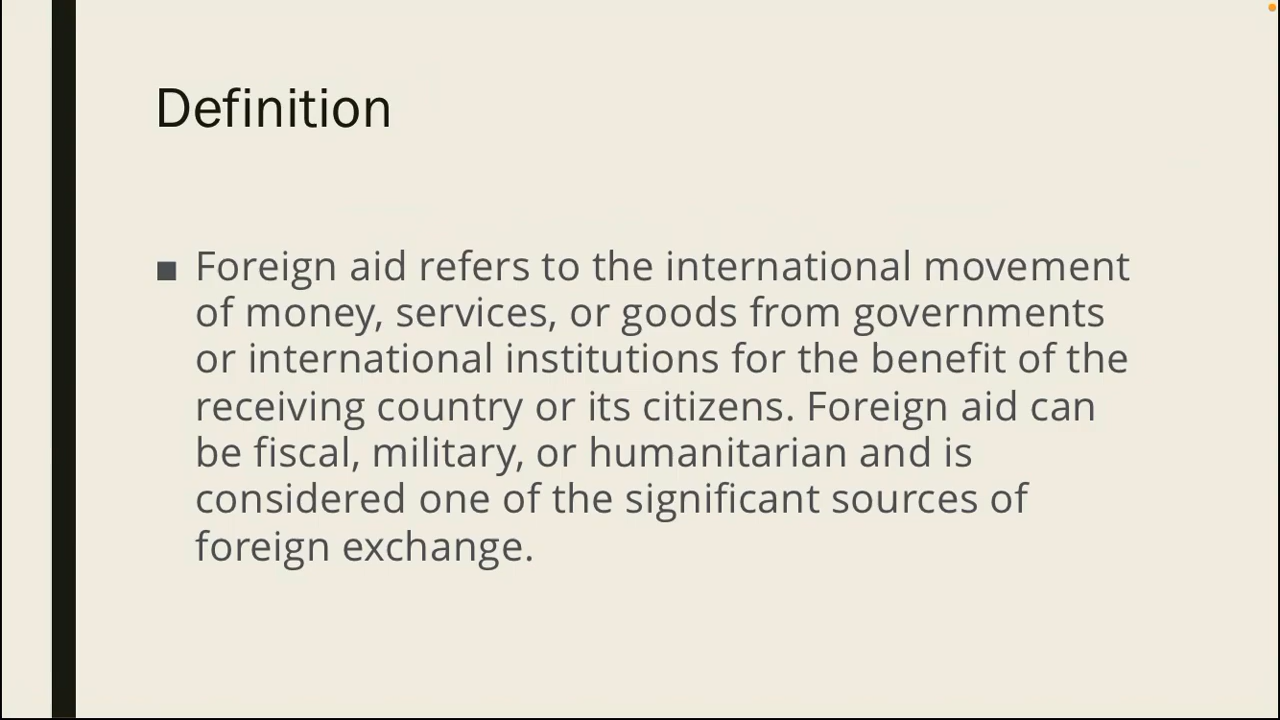 Definition
▪ Foreign aid refers to the international movement
of money, services, or goods from governments
or international institutions for the benefit of the
receiving country or its citizens. Foreign aid can
be fiscal, military, or humanitarian and is
considered one of the significant sources of
foreign exchange.